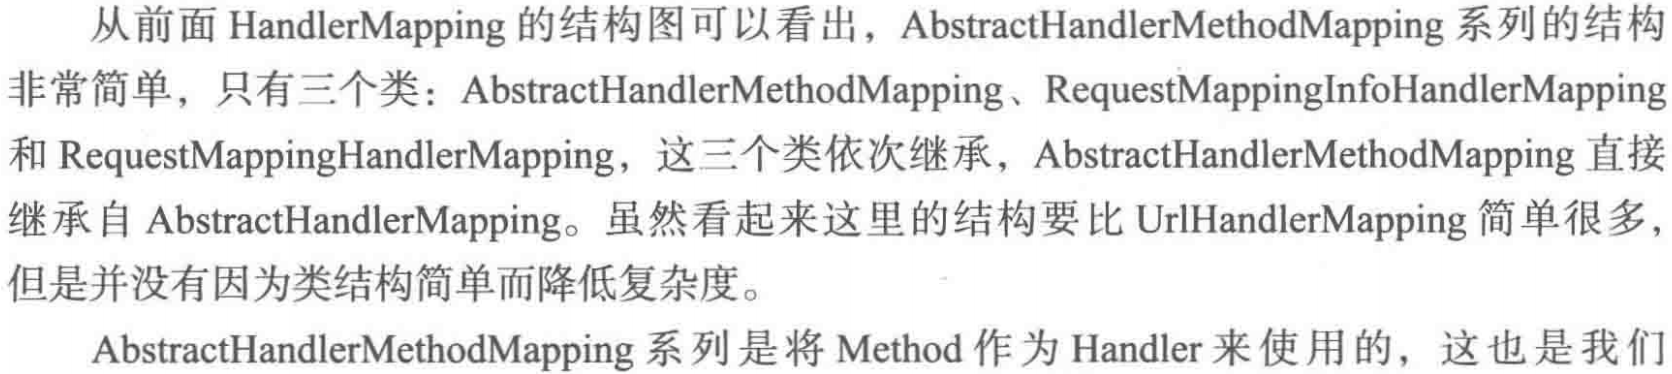 从前面 HandlerMapping 的结构图可以看出，AbstractHandlerMethodMapping 系列的结构
非常简单，只有三个类：AbstractHandlerMethodMapping、RequestMappingInfoHandlerMapping
和 RequestMappingHandlerMapping，这三个类依次继承，AbstractHandlerMethodMapping 直接
继承自 AbstractHandlerMapping。虽然看起来这里的结构要比 UrlHandlerMapping 简单很多，
但是并没有因为类结构简单而降低复杂度。
AbstractHandlerMethodMapping 系列是将 Method 作为 Handler 来使用的，这也是我们